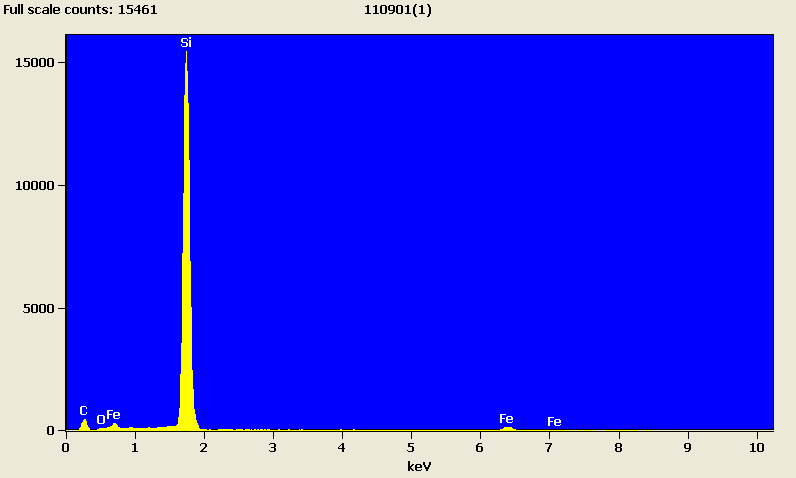 Full scale counts: 15461 110901(1)
Si
15000
10000
5000
C
O Fe
Fe
Fe
0
0 1 2 3 4 5 6 7 8 9 10
keV